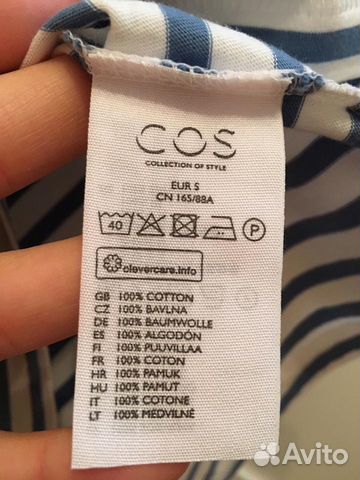 COS
COLLECTION OF STYLE
EUR S
CN 165/88A
40 P
clevercare.info
GB 100% COTTON
CZ 100% BAVLNA
DE 100% BAUMWOLLE
ES 100% ALGODÓN
FI 100% PUUVILLAA
FR 100% COTON
HR 100% PAMUK
HU 100% PAMUT
IT 100% COTONE
LT 100% MEDVILNĖ
Avito